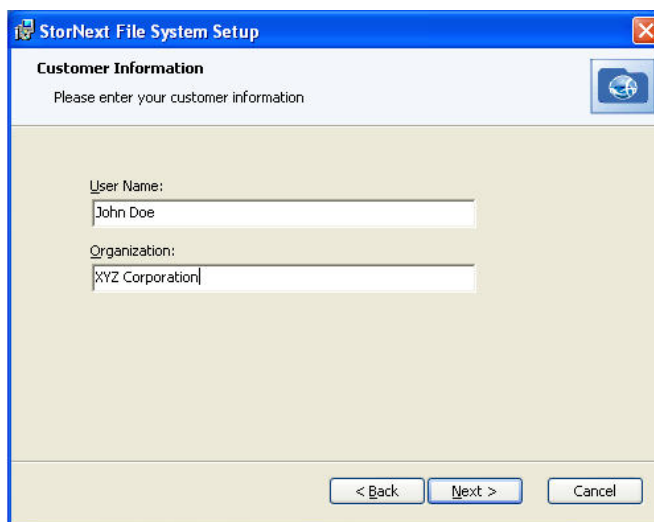 StorNext File System Setup
Customer Information
Please enter your customer information
User Name:
John Doe
Organization:
XYZ Corporation
< Back
Next >
Cancel